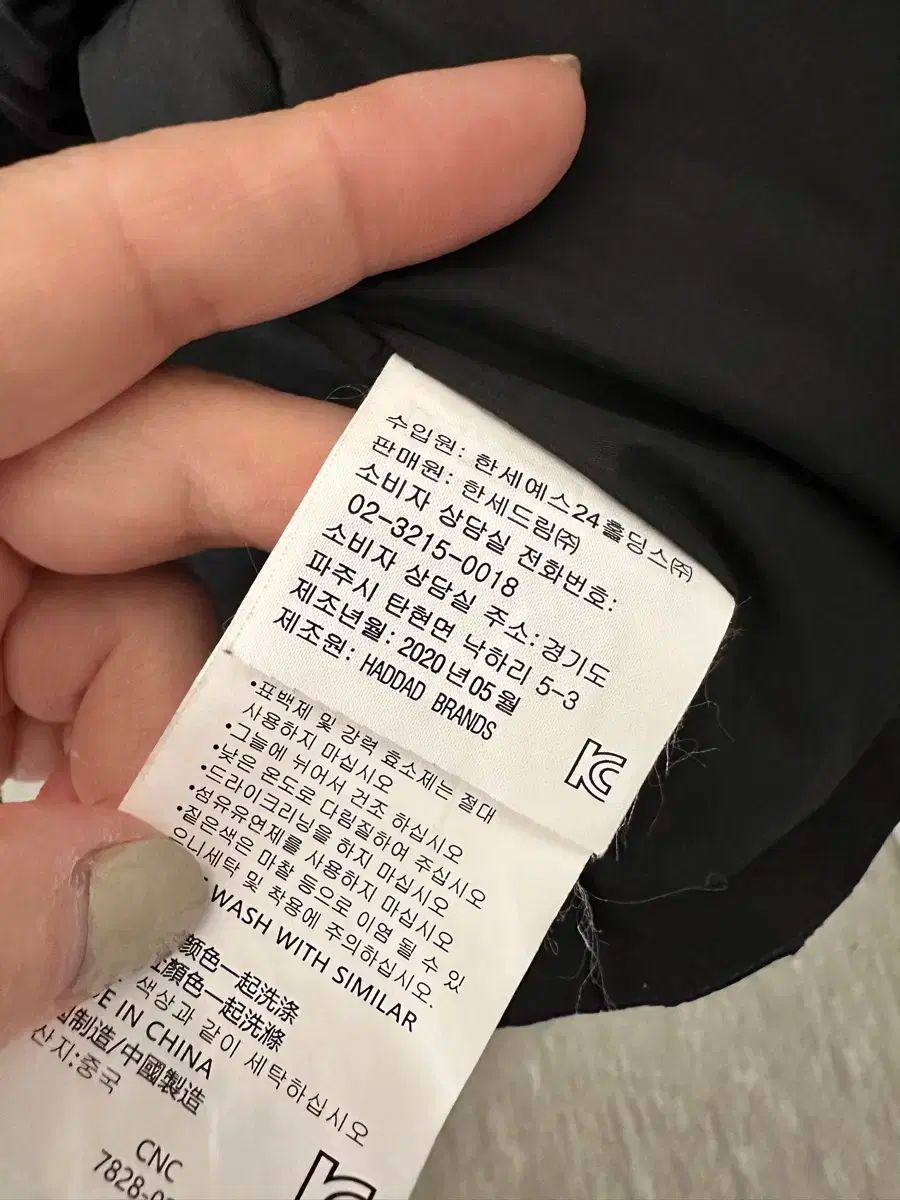 수입원: 한세예스24홀딩스㈜
판매원: 한세드림㈜
소비자 상담실 전화번호:
02-3215-0018
소비자 상담실 주소: 경기도
파주시 탄현면 낙하리 5-3
제조년월: 2020년05월
제조원: HADDAD BRANDS
•표백제 및 강력 효소제는 절대
사용하지 마십시오
•그늘에 뉘어서 건조 하십시오
•낮은 온도로 다림질하여 주십시오
•드라이크리닝을 하지 마십시오
•섬유유연제를 사용하지 마십시오
•짙은색은 마찰 등으로 이염 될 수 있
으니세탁 및 착용에 주의하십시오.
WASH WITH SIMILAR
颜色一起洗涤
顏色一起洗滌
색상과 같이 세탁하십시오
IN CHINA
制造/中國製造
산지:중국
CNC
7828-0